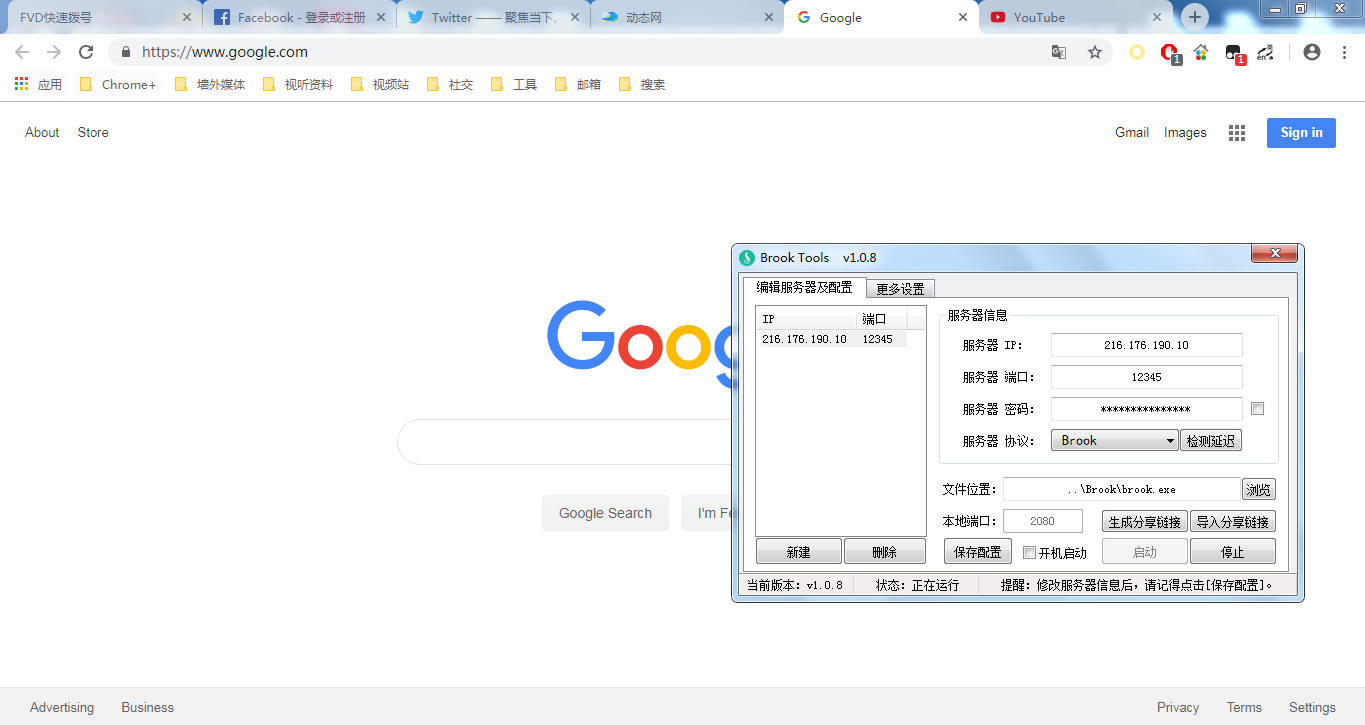 FVD快速拨号
Facebook - 登录或注册
Twitter —— 聚焦当下。
动态网
Google
YouTube
https://www.google.com
1
1
en
应用
Chrome+
墙外媒体
视听资料
视频站
社交
工具
邮箱
搜索
About
Store
Gmail
Images
Sign in
Goog
Google Search
I'm Fe
Brook Tools v1.0.8
编辑服务器及配置
更多设置
IP
端口
216.176.190.10
12345
新建
删除
服务器信息
服务器 IP:
216.176.190.10
服务器 端口:
12345
服务器 密码:
***************
服务器 协议:
Brook
检测延迟
文件位置:
..\Brook\brook.exe
浏览
本地端口:
2080
生成分享链接
导入分享链接
保存配置
开机启动
启动
停止
当前版本: v1.0.8
状态: 正在运行
提醒: 修改服务器信息后，请记得点击[保存配置]。
Advertising
Business
Privacy
Terms
Settings